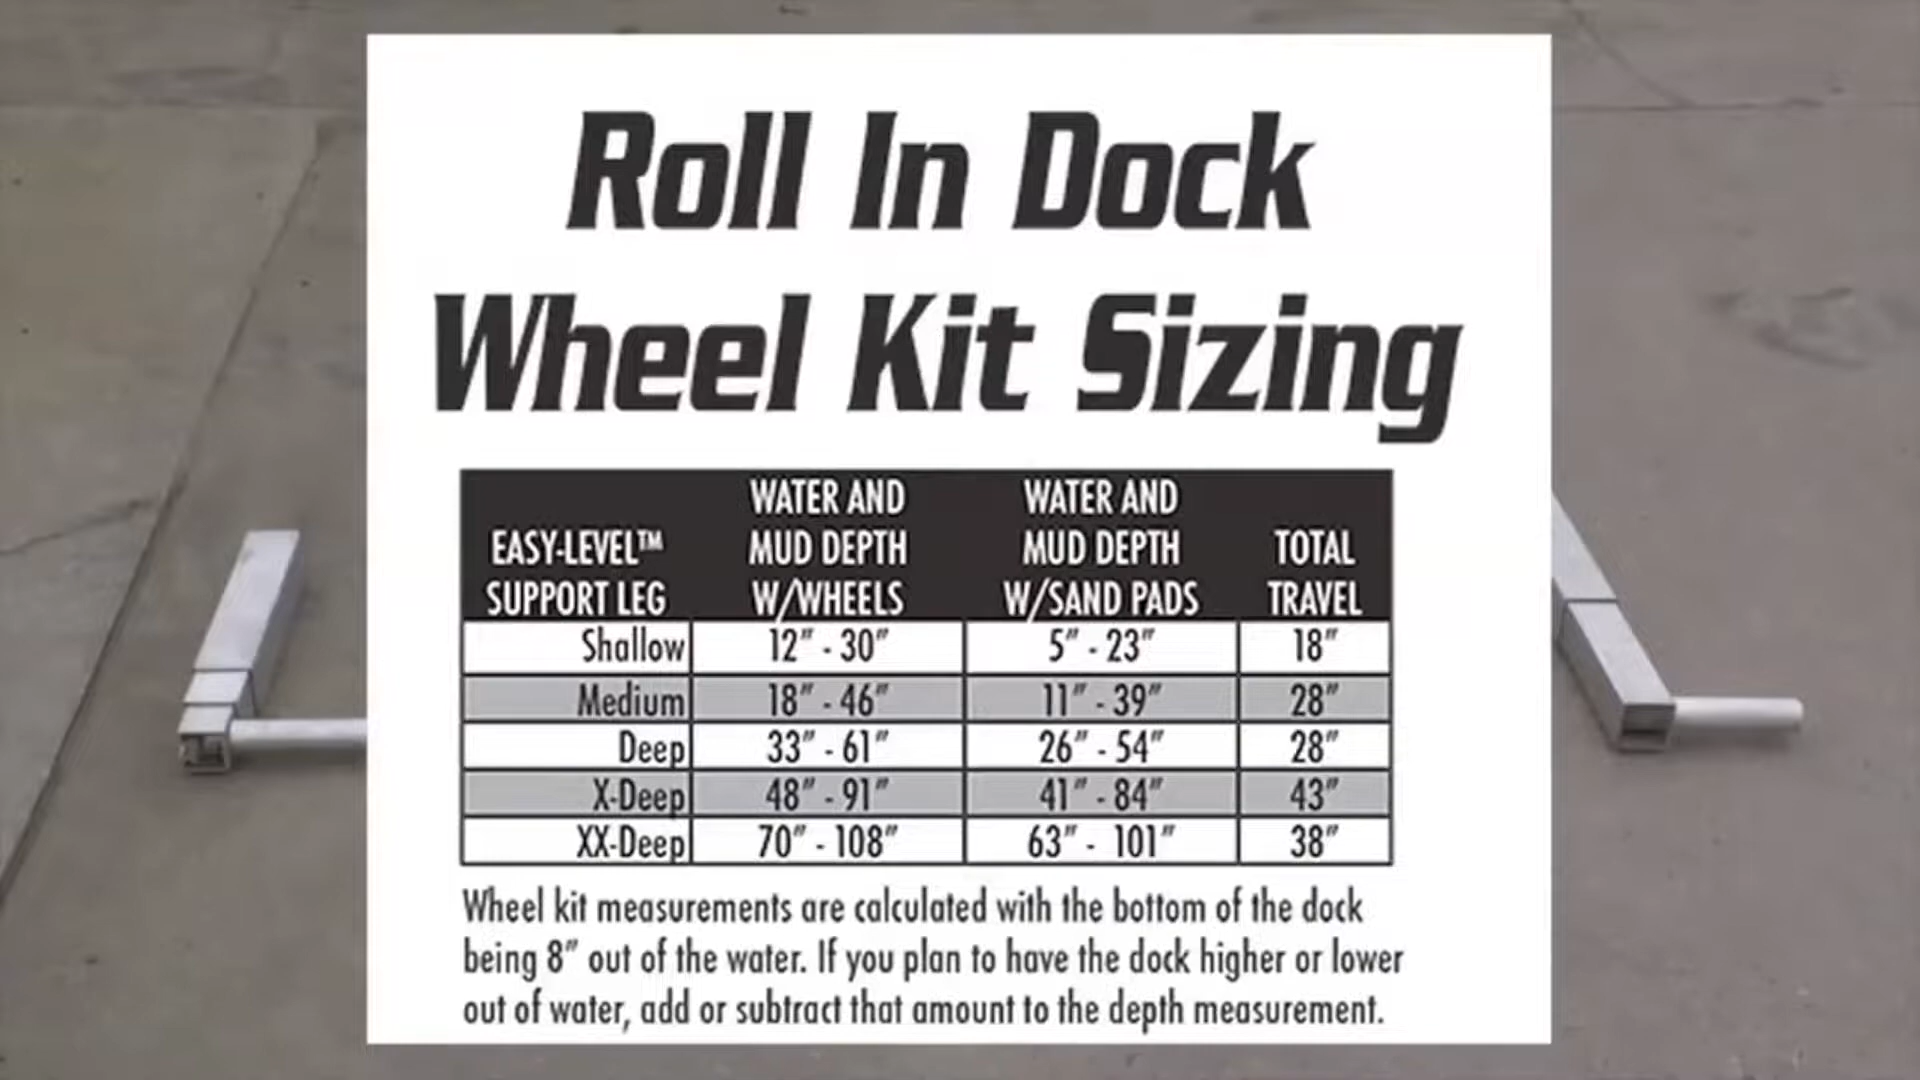 Roll In Dock
Wheel Kit Sizing
EASY-LEVEL™ SUPPORT LEG WATER AND MUD DEPTH W/WHEELS WATER AND MUD DEPTH W/SAND PADS TOTAL TRAVEL
Shallow 12" - 30" 5" - 23" 18"
Medium 18" - 46" 11" - 39" 28"
Deep 33" - 61" 26" - 54" 28"
X-Deep 48" - 91" 41" - 84" 43"
XX-Deep 70" - 108" 63" - 101" 38"
Wheel kit measurements are calculated with the bottom of the dock
being 8" out of the water. If you plan to have the dock higher or lower
out of water, add or subtract that amount to the depth measurement.